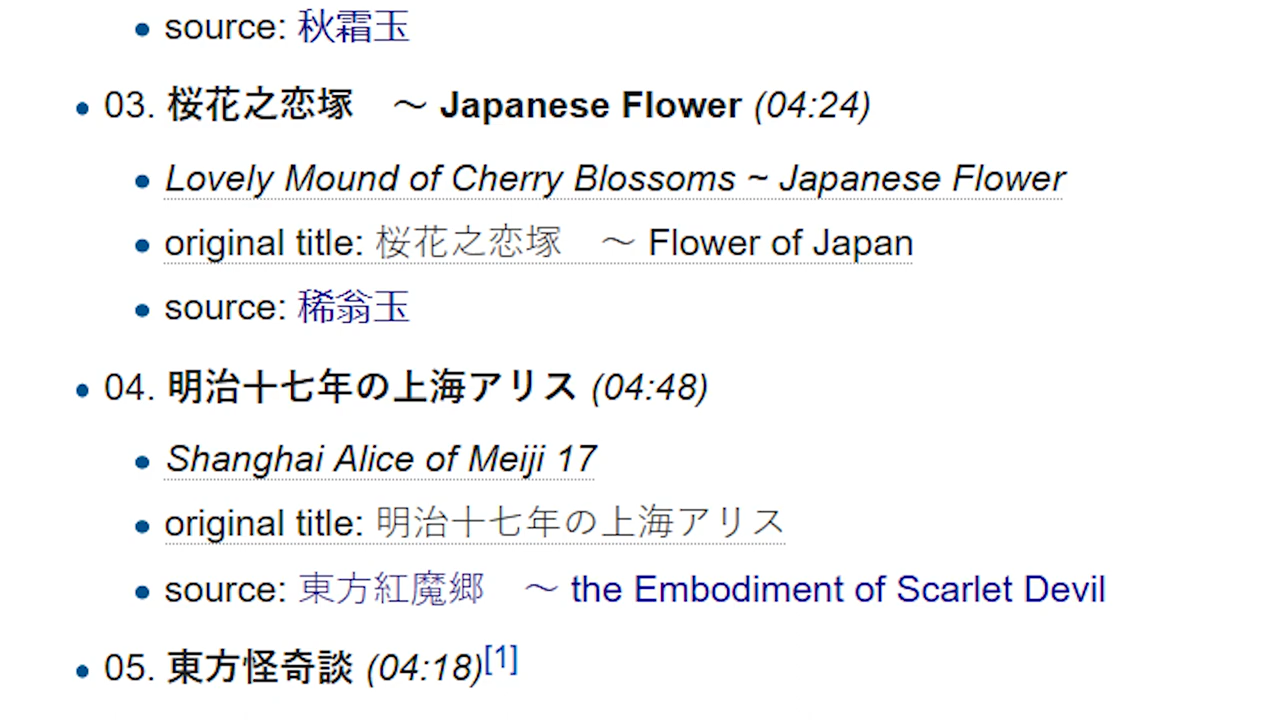 source: 秋霜玉
03. 桜花之恋塚　～ Japanese Flower (04:24)
Lovely Mound of Cherry Blossoms ~ Japanese Flower
original title: 桜花之恋塚　～ Flower of Japan
source: 稀翁玉
04. 明治十七年の上海アリス (04:48)
Shanghai Alice of Meiji 17
original title: 明治十七年の上海アリス
source: 東方紅魔郷　～ the Embodiment of Scarlet Devil
05. 東方怪奇談 (04:18)[1]